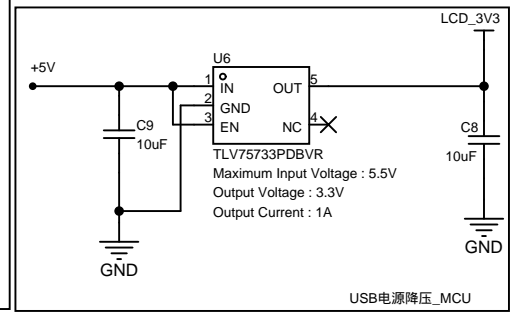 LCD_3V3
+5V
U6
1
IN
OUT
5
2
GND
3
EN
NC
4
C9
10uF
C8
10uF
TLV75733PDBVR
Maximum Input Voltage : 5.5V
Output Voltage : 3.3V
Output Current : 1A
GND
GND
USB电源降压_MCU